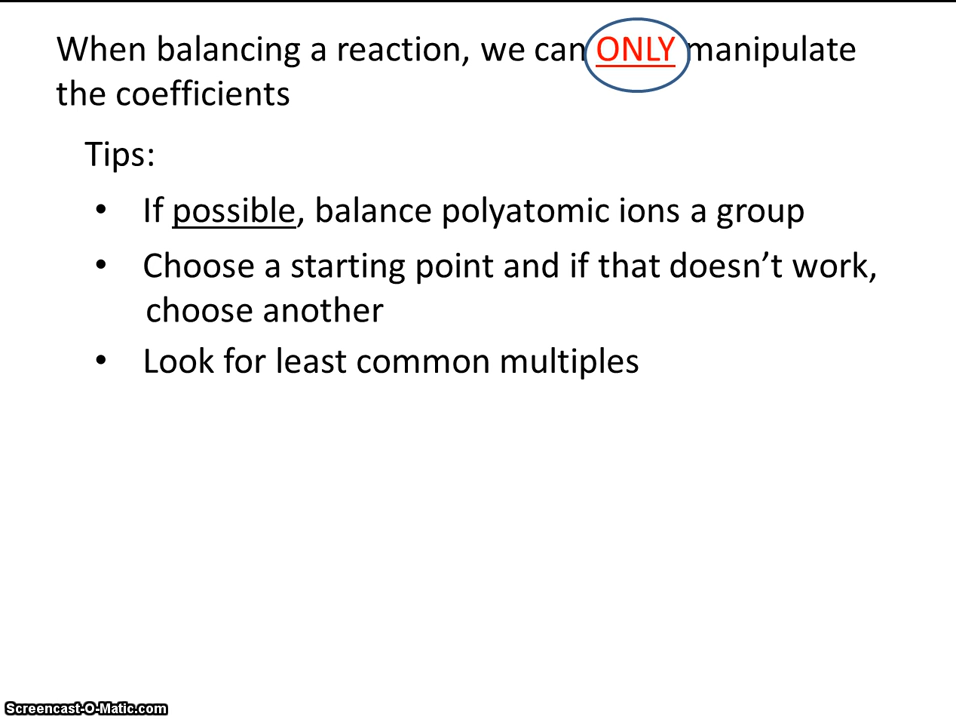 When balancing a reaction, we can ONLY manipulate
the coefficients
Tips:
• If possible, balance polyatomic ions a group
• Choose a starting point and if that doesn’t work,
choose another
• Look for least common multiples
Screencast-O-Matic.com